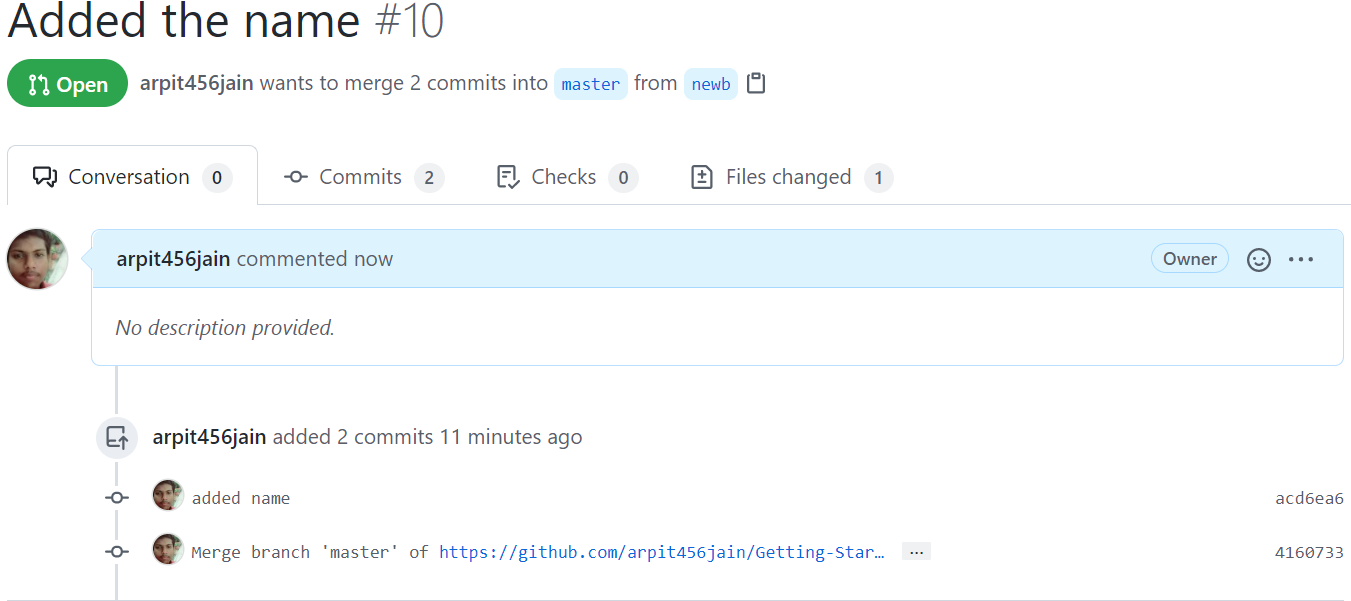 Added the name #10
Open arpit456jain wants to merge 2 commits into master from newb
Conversation 0 Commits 2 Checks 0 Files changed 1
arpit456jain commented now Owner
No description provided.
arpit456jain added 2 commits 11 minutes ago
added name acd6ea6
Merge branch 'master' of https://github.com/arpit456jain/Getting-Star… ... 4160733